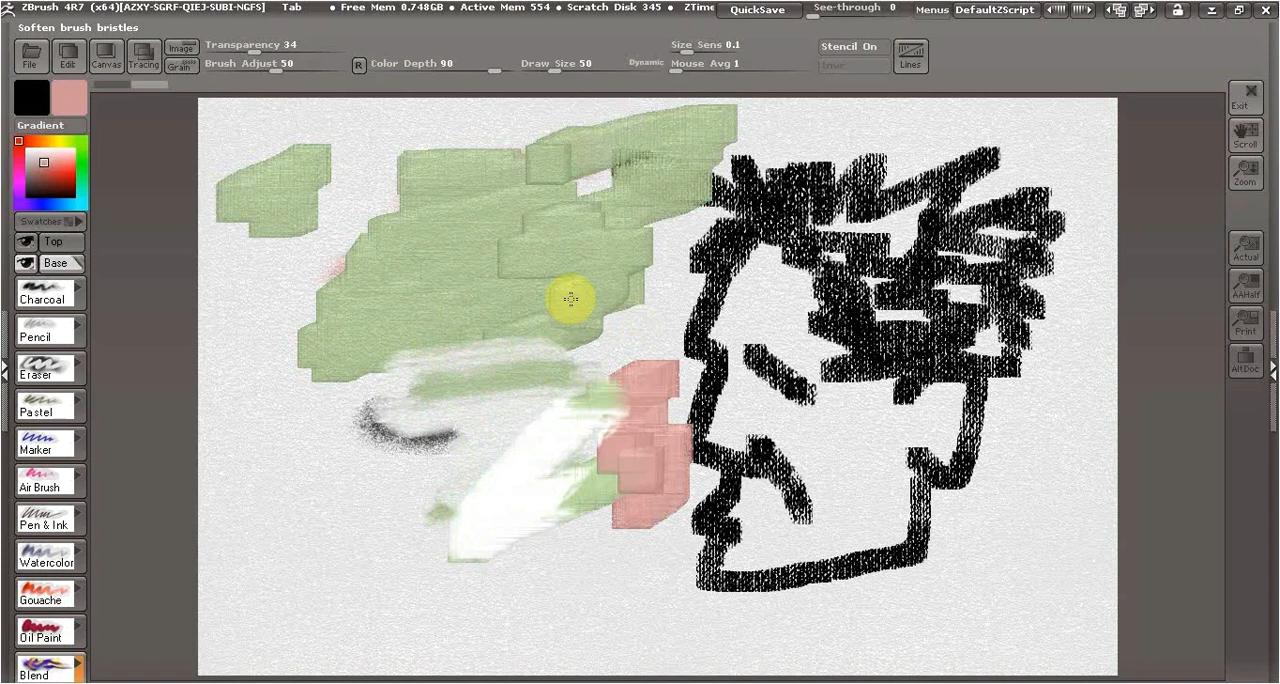 ZBrush 4R7 (x64)[AZXY-SGRF-QIEJ-SUBI-NGFS] Tab • Free Mem 0.748GB • Active Mem 554 • Scratch Disk 345 • ZTime QuickSave See-through 0 Menus DefaultZScript
Soften brush bristles
Transparency 34 Size Sens 0.1
Image Stencil On
Brush Adjust 50 R Color Depth 90 Draw Size 50 Dynamic Mouse Avg 1
File Edit Canvas Tracing Grain Invr Lines
Exit
Gradient
Scroll
Zoom
Swatches
Top
Actual
Base
AAHalf
Charcoal
Print
Pencil
AltDoc
Eraser
Pastel
Marker
Air Brush
Pen & Ink
Watercolor
Gouache
Oil Paint
Blend